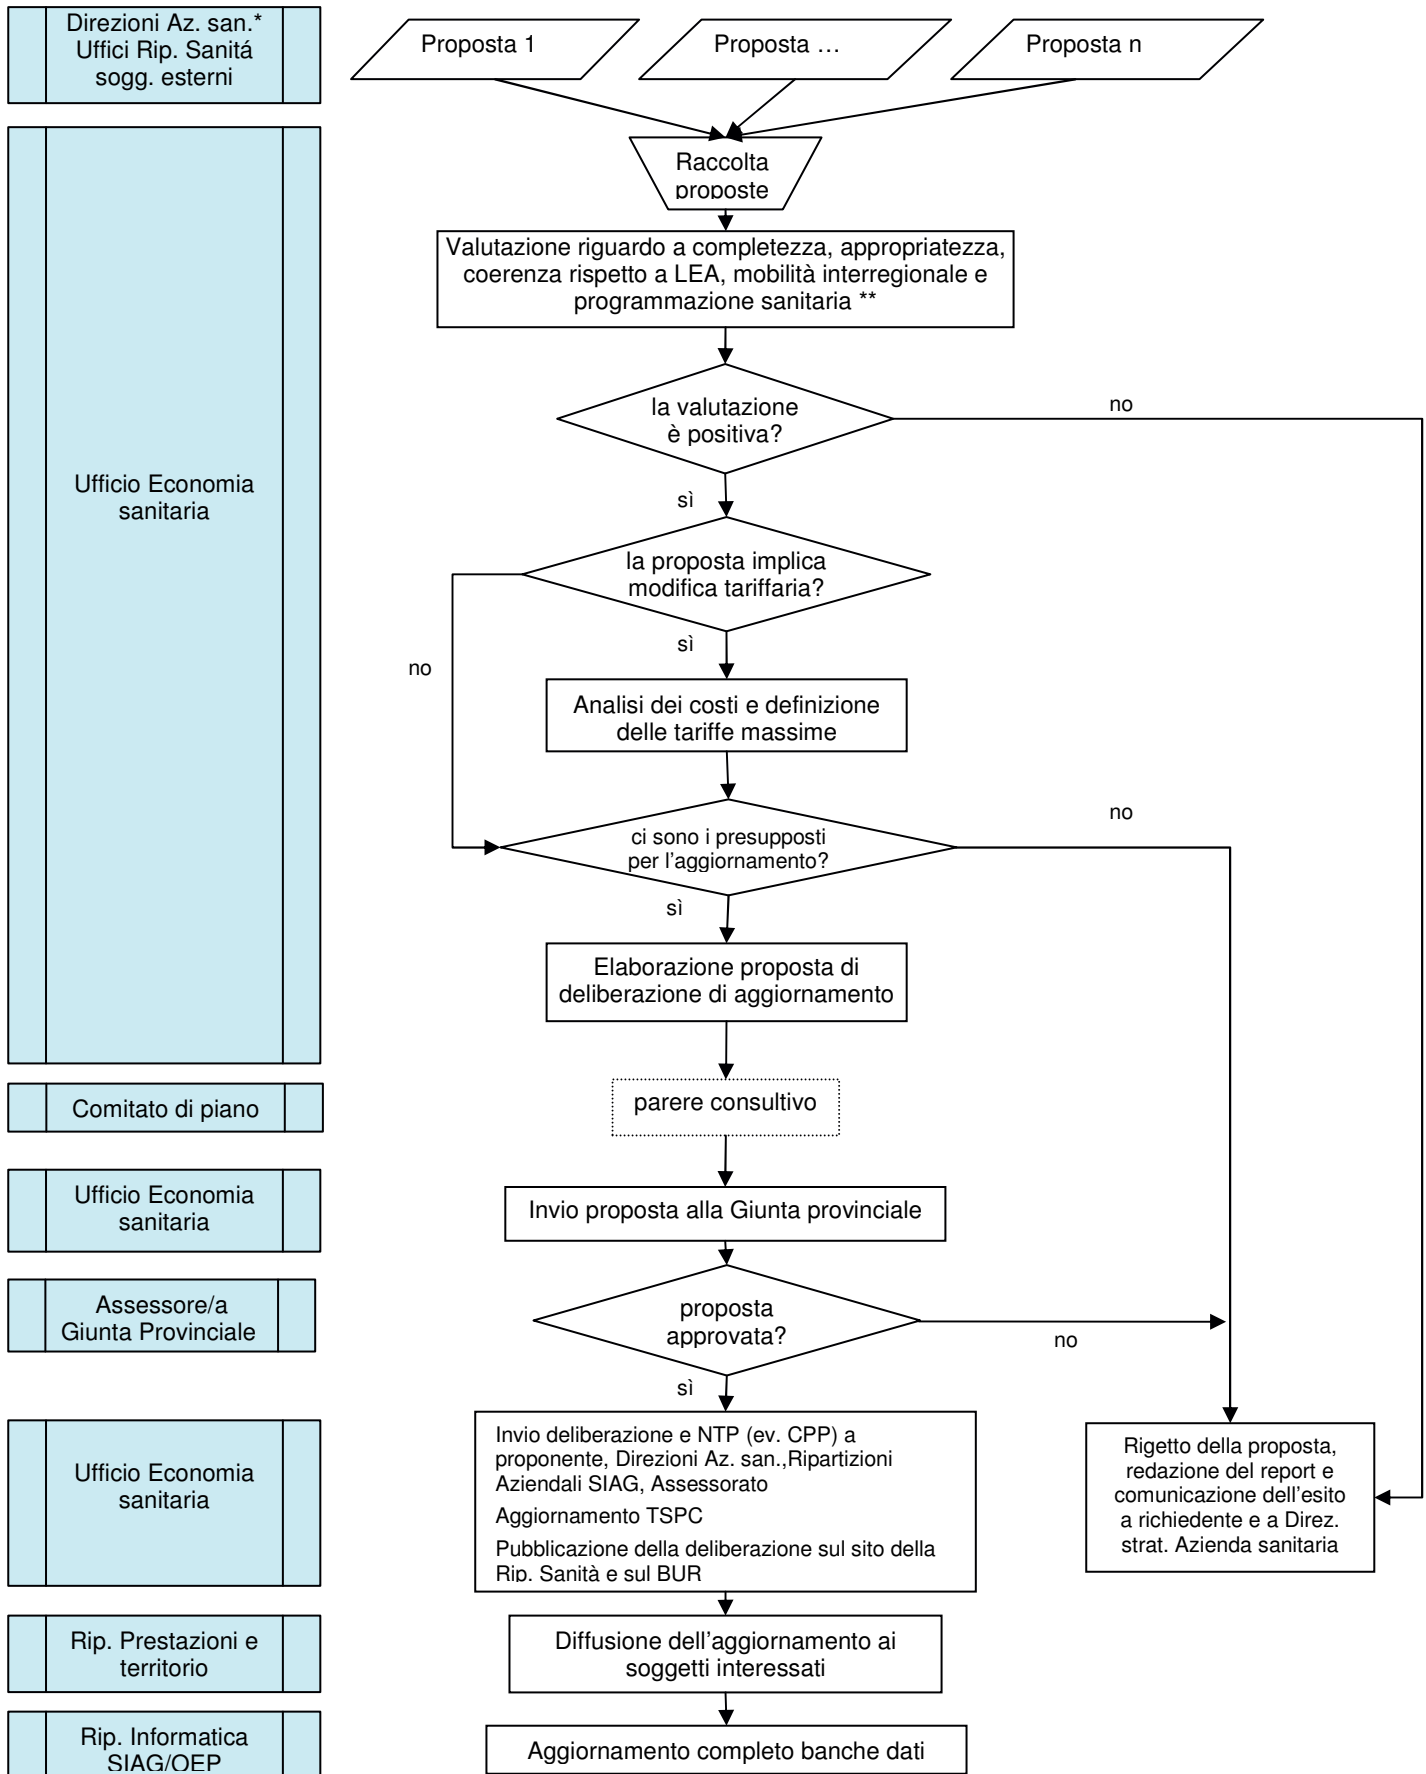 Direzioni Az. san.*
Uffici Rip. Sanitá
sogg. esterni
Proposta 1
Proposta …
Proposta n
Raccolta
proposte
Valutazione riguardo a completezza, appropriatezza,
coerenza rispetto a LEA, mobilità interregionale e
programmazione sanitaria **
la valutazione
è positiva?
no
Ufficio Economia
sanitaria
sì
la proposta implica
modifica tariffaria?
sì
no
Analisi dei costi e definizione
delle tariffe massime
no
ci sono i presupposti
per l'aggiornamento?
sì
Elaborazione proposta di
deliberazione di aggiornamento
Comitato di piano
parere consultivo
Ufficio Economia
sanitaria
Invio proposta alla Giunta provinciale
Assessore/a
Giunta Provinciale
proposta
approvata?
no
sì
Ufficio Economia
sanitaria
Invio deliberazione e NTP (ev. CPP) a
proponente, Direzioni Az. san.,Ripartizioni
Aziendali SIAG, Assessorato
Aggiornamento TSPC
Pubblicazione della deliberazione sul sito della
Rip. Sanità e sul BUR
Rigetto della proposta,
redazione del report e
comunicazione dell'esito
a richiedente e a Direz.
strat. Azienda sanitaria
Rip. Prestazioni e
territorio
Diffusione dell'aggiornamento ai
soggetti interessati
Rip. Informatica
SIAG/OEP
Aggiornamento completo banche dati